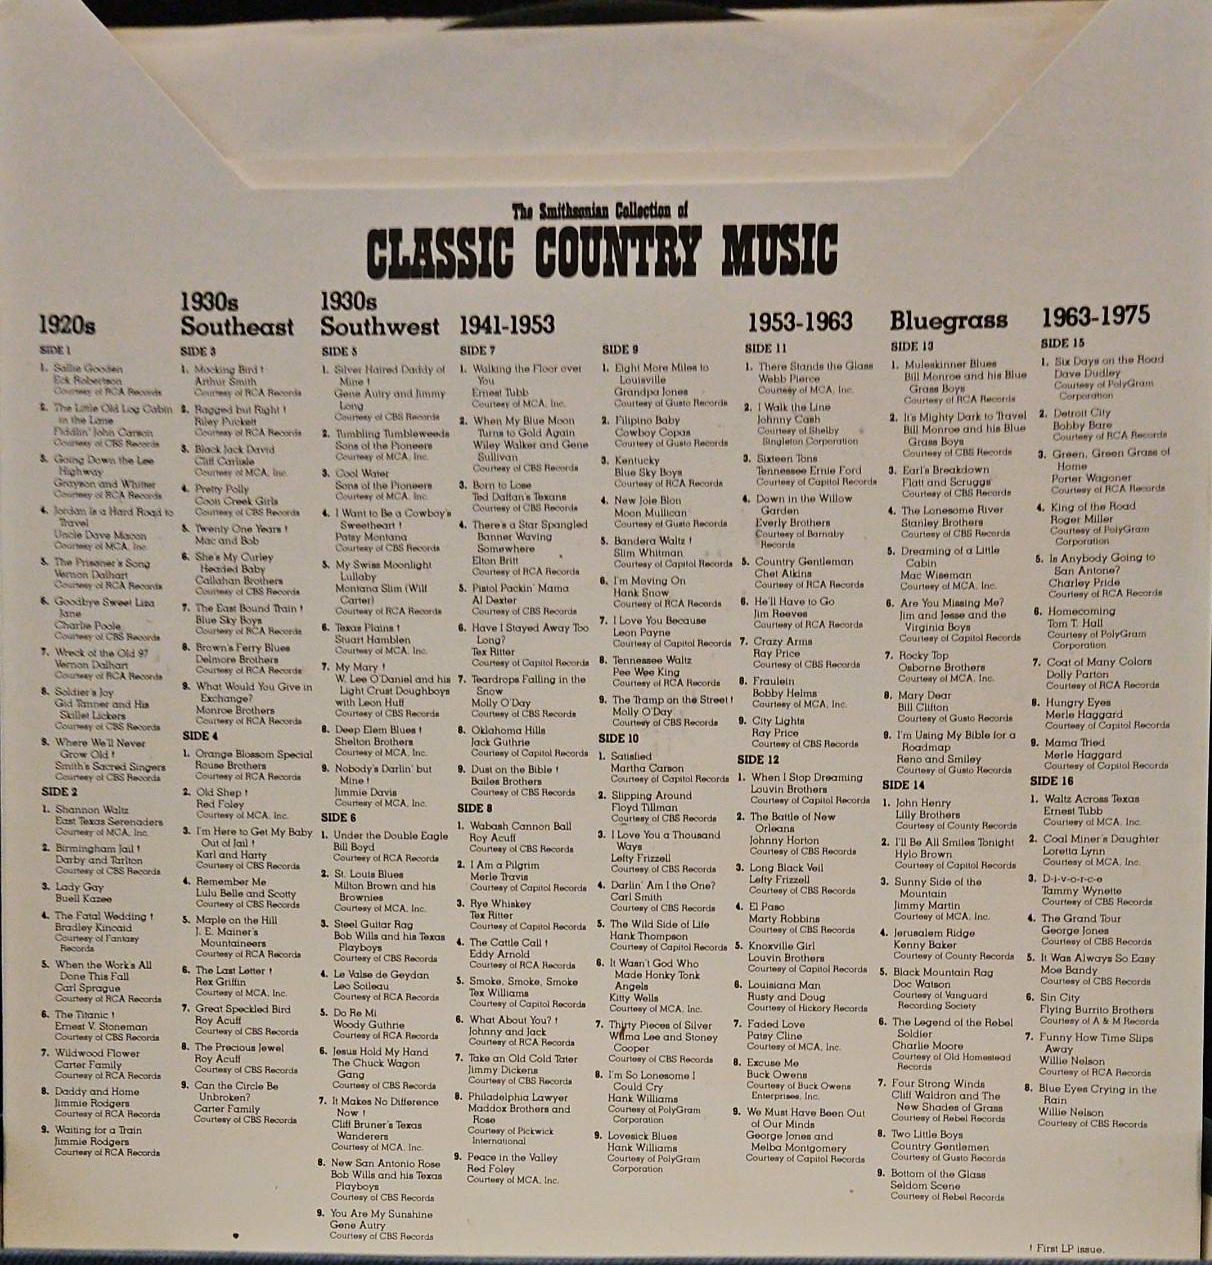 The Smithsonian Collection of
CLASSIC COUNTRY MUSIC
1920s
SIDE 1
1. Sallie Gooden
Eck Robertson
Courtesy of RCA Records
2. The Little Old Log Cabin
in the Lane
Fiddlin' John Carson
Courtesy of CBS Records
3. Going Down the Lee
Highway
Grayson and Whitter
Courtesy of RCA Records
4. Jordan Is a Hard Road to
Travel
Uncle Dave Macon
Courtesy of MCA, Inc.
5. The Prisoner's Song
Vernon Dalhart
Courtesy of RCA Records
6. Goodbye Sweet Liza
Jane
Charlie Poole
Courtesy of CBS Records
7. Wreck of the Old 97
Vernon Dalhart
Courtesy of RCA Records
8. Soldier's Joy
Gid Tanner and His
Skillet Lickers
Courtesy of CBS Records
9. Where We'll Never
Grow Old !
Smith's Sacred Singers
Courtesy of CBS Records
SIDE 2
1. Shannon Waltz
East Texas Serenaders
Courtesy of MCA, Inc.
2. Birmingham Jail !
Darby and Tarlton
Courtesy of CBS Records
3. Lady Gay
Buell Kazee
4. The Fatal Wedding !
Bradley Kincaid
Courtesy of Fantasy
Records
5. When the Work's All
Done This Fall
Carl Sprague
Courtesy of RCA Records
6. The Titanic !
Ernest V. Stoneman
Courtesy of CBS Records
7. Wildwood Flower
Carter Family
Courtesy of RCA Records
8. Daddy and Home
Jimmie Rodgers
Courtesy of RCA Records
9. Waiting for a Train
Jimmie Rodgers
Courtesy of RCA Records
1930s
Southeast
SIDE 3
1. Mocking Bird !
Arthur Smith
Courtesy of RCA Records
2. Ragged but Right !
Riley Puckett
Courtesy of RCA Records
3. Black Jack David
Cliff Carlisle
Courtesy of MCA, Inc.
4. Pretty Polly
Coon Creek Girls
Courtesy of CBS Records
5. Twenty One Years !
Mac and Bob
6. She's My Curley
Headed Baby
Callahan Brothers
Courtesy of CBS Records
7. The East Bound Train !
Blue Sky Boys
Courtesy of RCA Records
8. Brown's Ferry Blues
Delmore Brothers
Courtesy of RCA Records
9. What Would You Give in
Exchange?
Monroe Brothers
Courtesy of RCA Records
SIDE 4
1. Orange Blossom Special
Rouse Brothers
Courtesy of RCA Records
2. Old Shep !
Red Foley
Courtesy of MCA, Inc.
3. I'm Here to Get My Baby
Out of Jail !
Karl and Harty
Courtesy of CBS Records
4. Remember Me
Lulu Belle and Scotty
Courtesy of CBS Records
5. Maple on the Hill
J. E. Mainer's
Mountaineers
Courtesy of RCA Records
6. The Last Letter !
Rex Griffin
Courtesy of MCA, Inc.
7. Great Speckled Bird
Roy Acuff
Courtesy of CBS Records
8. The Precious Jewel
Roy Acuff
Courtesy of CBS Records
9. Can the Circle Be
Unbroken?
Carter Family
Courtesy of CBS Records
1930s
Southwest
SIDE 5
1. Silver Haired Daddy of
Mine !
Gene Autry and Jimmy
Long
Courtesy of CBS Records
2. Tumbling Tumbleweeds
Sons of the Pioneers
Courtesy of MCA, Inc.
3. Cool Water
Sons of the Pioneers
Courtesy of MCA, Inc.
4. I Want to Be a Cowboy's
Sweetheart !
Patsy Montana
Courtesy of CBS Records
5. My Swiss Moonlight
Lullaby
Montana Slim (Will
Carter)
Courtesy of RCA Records
6. Texas Plains !
Stuart Hamblen
Courtesy of MCA, Inc.
7. My Mary !
W. Lee O'Daniel and his
Light Crust Doughboys
with Leon Huff
Courtesy of CBS Records
8. Deep Elem Blues !
Shelton Brothers
Courtesy of MCA, Inc.
9. Nobody's Darlin' but
Mine !
Jimmie Davis
Courtesy of MCA, Inc.
SIDE 6
1. Under the Double Eagle
Bill Boyd
Courtesy of RCA Records
2. St. Louis Blues
Milton Brown and his
Brownies
Courtesy of MCA, Inc.
3. Steel Guitar Rag
Bob Wills and his Texas
Playboys
Courtesy of CBS Records
4. Le Valse de Geydan
Leo Soileau
Courtesy of RCA Records
5. Do Re Mi
Woody Guthrie
Courtesy of RCA Records
6. Jesus Hold My Hand
The Chuck Wagon
Gang
Courtesy of CBS Records
7. It Makes No Difference
Now !
Cliff Bruner's Texas
Wanderers
Courtesy of MCA, Inc.
8. New San Antonio Rose
Bob Wills and his Texas
Playboys
Courtesy of CBS Records
9. You Are My Sunshine
Gene Autry
Courtesy of CBS Records
1941-1953
SIDE 7
1. Walking the Floor over
You
Ernest Tubb
Courtesy of MCA, Inc.
2. When My Blue Moon
Turns to Gold Again
Wiley Walker and Gene
Sullivan
Courtesy of CBS Records
3. Born to Lose
Ted Daffan's Texans
Courtesy of CBS Records
4. There's a Star Spangled
Banner Waving
Somewhere
Elton Britt
Courtesy of RCA Records
5. Pistol Packin' Mama
Al Dexter
Courtesy of CBS Records
6. Have I Stayed Away Too
Long?
Tex Ritter
Courtesy of Capitol Records
7. Teardrops Falling in the
Snow
Molly O'Day
Courtesy of CBS Records
8. Oklahoma Hills
Jack Guthrie
Courtesy of Capitol Records
9. Dust on the Bible !
Bailes Brothers
Courtesy of CBS Records
SIDE 8
1. Wabash Cannon Ball
Roy Acuff
Courtesy of CBS Records
2. I Am a Pilgrim
Merle Travis
Courtesy of Capitol Records
3. Rye Whiskey
Tex Ritter
Courtesy of Capitol Records
4. The Cattle Call !
Eddy Arnold
Courtesy of RCA Records
5. Smoke, Smoke, Smoke
Tex Williams
Courtesy of Capitol Records
6. What About You? !
Johnny and Jack
Courtesy of RCA Records
7. Take an Old Cold Tater
Jimmy Dickens
Courtesy of CBS Records
8. Philadelphia Lawyer
Maddox Brothers and
Rose
Courtesy of Pickwick
International
9. Peace in the Valley
Red Foley
Courtesy of MCA, Inc.
SIDE 9
1. Eight More Miles to
Louisville
Grandpa Jones
Courtesy of Gusto Records
2. Filipino Baby
Cowboy Copas
Courtesy of Gusto Records
3. Kentucky
Blue Sky Boys
Courtesy of RCA Records
4. New Jole Blon
Moon Mullican
Courtesy of Gusto Records
5. Bandera Waltz !
Slim Whitman
Courtesy of Capitol Records
6. I'm Moving On
Hank Snow
Courtesy of RCA Records
7. I Love You Because
Leon Payne
Courtesy of Capitol Records
8. Tennessee Waltz
Pee Wee King
Courtesy of RCA Records
9. The Tramp on the Street !
Molly O'Day
Courtesy of CBS Records
SIDE 10
1. Satisfied
Martha Carson
Courtesy of Capitol Records
2. Slipping Around
Floyd Tillman
Courtesy of CBS Records
3. I Love You a Thousand
Ways
Lefty Frizzell
Courtesy of CBS Records
4. Darlin' Am I the One?
Carl Smith
Courtesy of CBS Records
5. The Wild Side of Life
Hank Thompson
Courtesy of Capitol Records
6. It Wasn't God Who
Made Honky Tonk
Angels
Kitty Wells
Courtesy of MCA, Inc.
7. Thirty Pieces of Silver
Wilma Lee and Stoney
Cooper
Courtesy of CBS Records
8. I'm So Lonesome I
Could Cry
Hank Williams
Courtesy of PolyGram
Corporation
9. Lovesick Blues
Hank Williams
Courtesy of PolyGram
Corporation
1953-1963
SIDE 11
1. There Stands the Glass
Webb Pierce
Courtesy of MCA, Inc.
2. I Walk the Line
Johnny Cash
Courtesy of Shelby
Singleton Corporation
3. Sixteen Tons
Tennessee Ernie Ford
Courtesy of Capitol Records
4. Down in the Willow
Garden
Everly Brothers
Courtesy of Barnaby
Records
5. Country Gentleman
Chet Atkins
Courtesy of RCA Records
6. He'll Have to Go
Jim Reeves
Courtesy of RCA Records
7. Crazy Arms
Ray Price
Courtesy of CBS Records
8. Fraulein
Bobby Helms
Courtesy of MCA, Inc.
9. City Lights
Ray Price
Courtesy of CBS Records
SIDE 12
1. When I Stop Dreaming
Louvin Brothers
Courtesy of Capitol Records
2. The Battle of New
Orleans
Johnny Horton
Courtesy of CBS Records
3. Long Black Veil
Lefty Frizzell
Courtesy of CBS Records
4. El Paso
Marty Robbins
Courtesy of CBS Records
5. Knoxville Girl
Louvin Brothers
Courtesy of Capitol Records
6. Louisiana Man
Rusty and Doug
Courtesy of Hickory Records
7. Faded Love
Patsy Cline
Courtesy of MCA, Inc.
8. Excuse Me
Buck Owens
Courtesy of Buck Owens
Enterprises, Inc.
9. We Must Have Been Out
of Our Minds
George Jones and
Melba Montgomery
Courtesy of Capitol Records
Bluegrass
SIDE 13
1. Muleskinner Blues
Bill Monroe and his Blue
Grass Boys
Courtesy of RCA Records
2. It's Mighty Dark to Travel
Bill Monroe and his Blue
Grass Boys
Courtesy of CBS Records
3. Earl's Breakdown
Flatt and Scruggs
Courtesy of CBS Records
4. The Lonesome River
Stanley Brothers
Courtesy of CBS Records
5. Dreaming of a Little
Cabin
Mac Wiseman
Courtesy of MCA, Inc.
6. Are You Missing Me?
Jim and Jesse and the
Virginia Boys
Courtesy of Capitol Records
7. Rocky Top
Osborne Brothers
Courtesy of MCA, Inc.
8. Mary Dear
Bill Clifton
Courtesy of Gusto Records
9. I'm Using My Bible for a
Roadmap
Reno and Smiley
Courtesy of Gusto Records
SIDE 14
1. John Henry
Lilly Brothers
Courtesy of County Records
2. I'll Be All Smiles Tonight
Hylo Brown
Courtesy of Capitol Records
3. Sunny Side of the
Mountain
Jimmy Martin
Courtesy of MCA, Inc.
4. Jerusalem Ridge
Kenny Baker
Courtesy of County Records
5. Black Mountain Rag
Doc Watson
Courtesy of Vanguard
Recording Society
6. The Legend of the Rebel
Soldier
Charlie Moore
Courtesy of Old Homestead
Records
7. Four Strong Winds
Cliff Waldron and The
New Shades of Grass
Courtesy of Rebel Records
8. Two Little Boys
Country Gentlemen
Courtesy of Gusto Records
9. Bottom of the Glass
Seldom Scene
Courtesy of Rebel Records
1963-1975
SIDE 15
1. Six Days on the Road
Dave Dudley
Courtesy of PolyGram
Corporation
2. Detroit City
Bobby Bare
Courtesy of RCA Records
3. Green, Green Grass of
Home
Porter Wagoner
Courtesy of RCA Records
4. King of the Road
Roger Miller
Courtesy of PolyGram
Corporation
5. Is Anybody Going to
San Antone?
Charley Pride
Courtesy of RCA Records
6. Homecoming
Tom T. Hall
Courtesy of PolyGram
Corporation
7. Coat of Many Colors
Dolly Parton
Courtesy of RCA Records
8. Hungry Eyes
Merle Haggard
Courtesy of Capitol Records
9. Mama Tried
Merle Haggard
Courtesy of Capitol Records
SIDE 16
1. Waltz Across Texas
Ernest Tubb
Courtesy of MCA, Inc.
2. Coal Miner's Daughter
Loretta Lynn
Courtesy of MCA, Inc.
3. D-i-v-o-r-c-e
Tammy Wynette
Courtesy of CBS Records
4. The Grand Tour
George Jones
Courtesy of CBS Records
5. It Was Always So Easy
Moe Bandy
Courtesy of CBS Records
6. Sin City
Flying Burrito Brothers
Courtesy of A & M Records
7. Funny How Time Slips
Away
Willie Nelson
Courtesy of RCA Records
8. Blue Eyes Crying in the
Rain
Willie Nelson
Courtesy of CBS Records
! First LP issue.